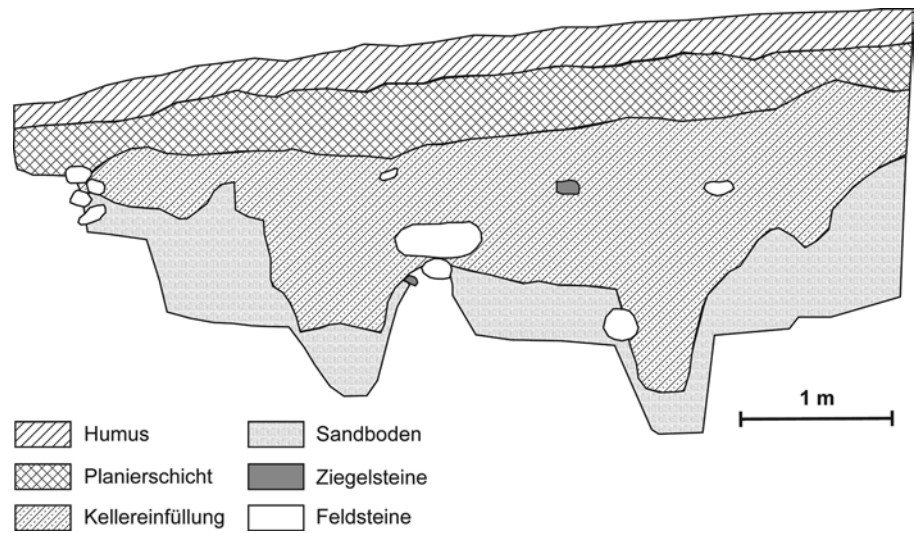 1 m
Humus
Planierschicht
Kellereinfüllung
Sandboden
Ziegelsteine
Feldsteine